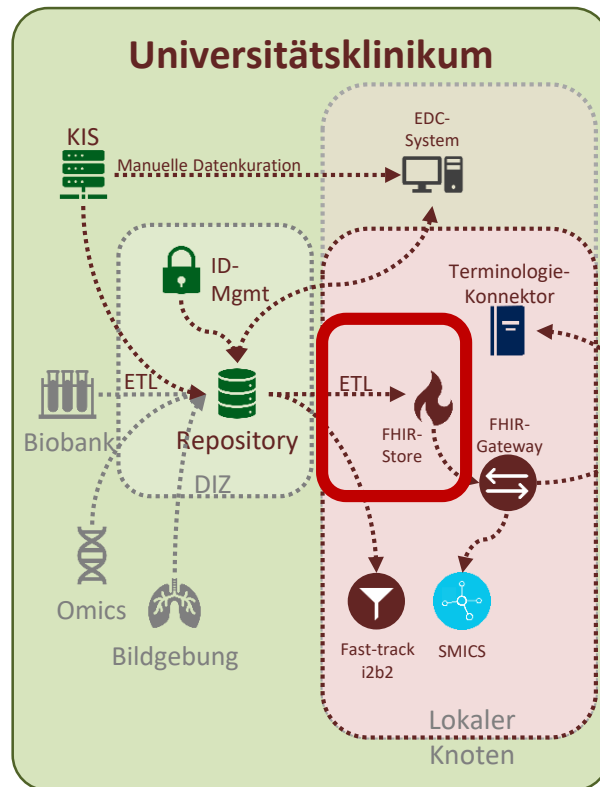 Universitätsklinikum
EDC-
System
KIS
Manuelle Datenkuration
ID-
Mgmt
Terminologie-
Konnektor
ETL
ETL
Biobank
Repository
FHIR-
Store
FHIR-
Gateway
DIZ
Omics
Bildgebung
Fast-track
i2b2
SMICS
Lokaler
Knoten